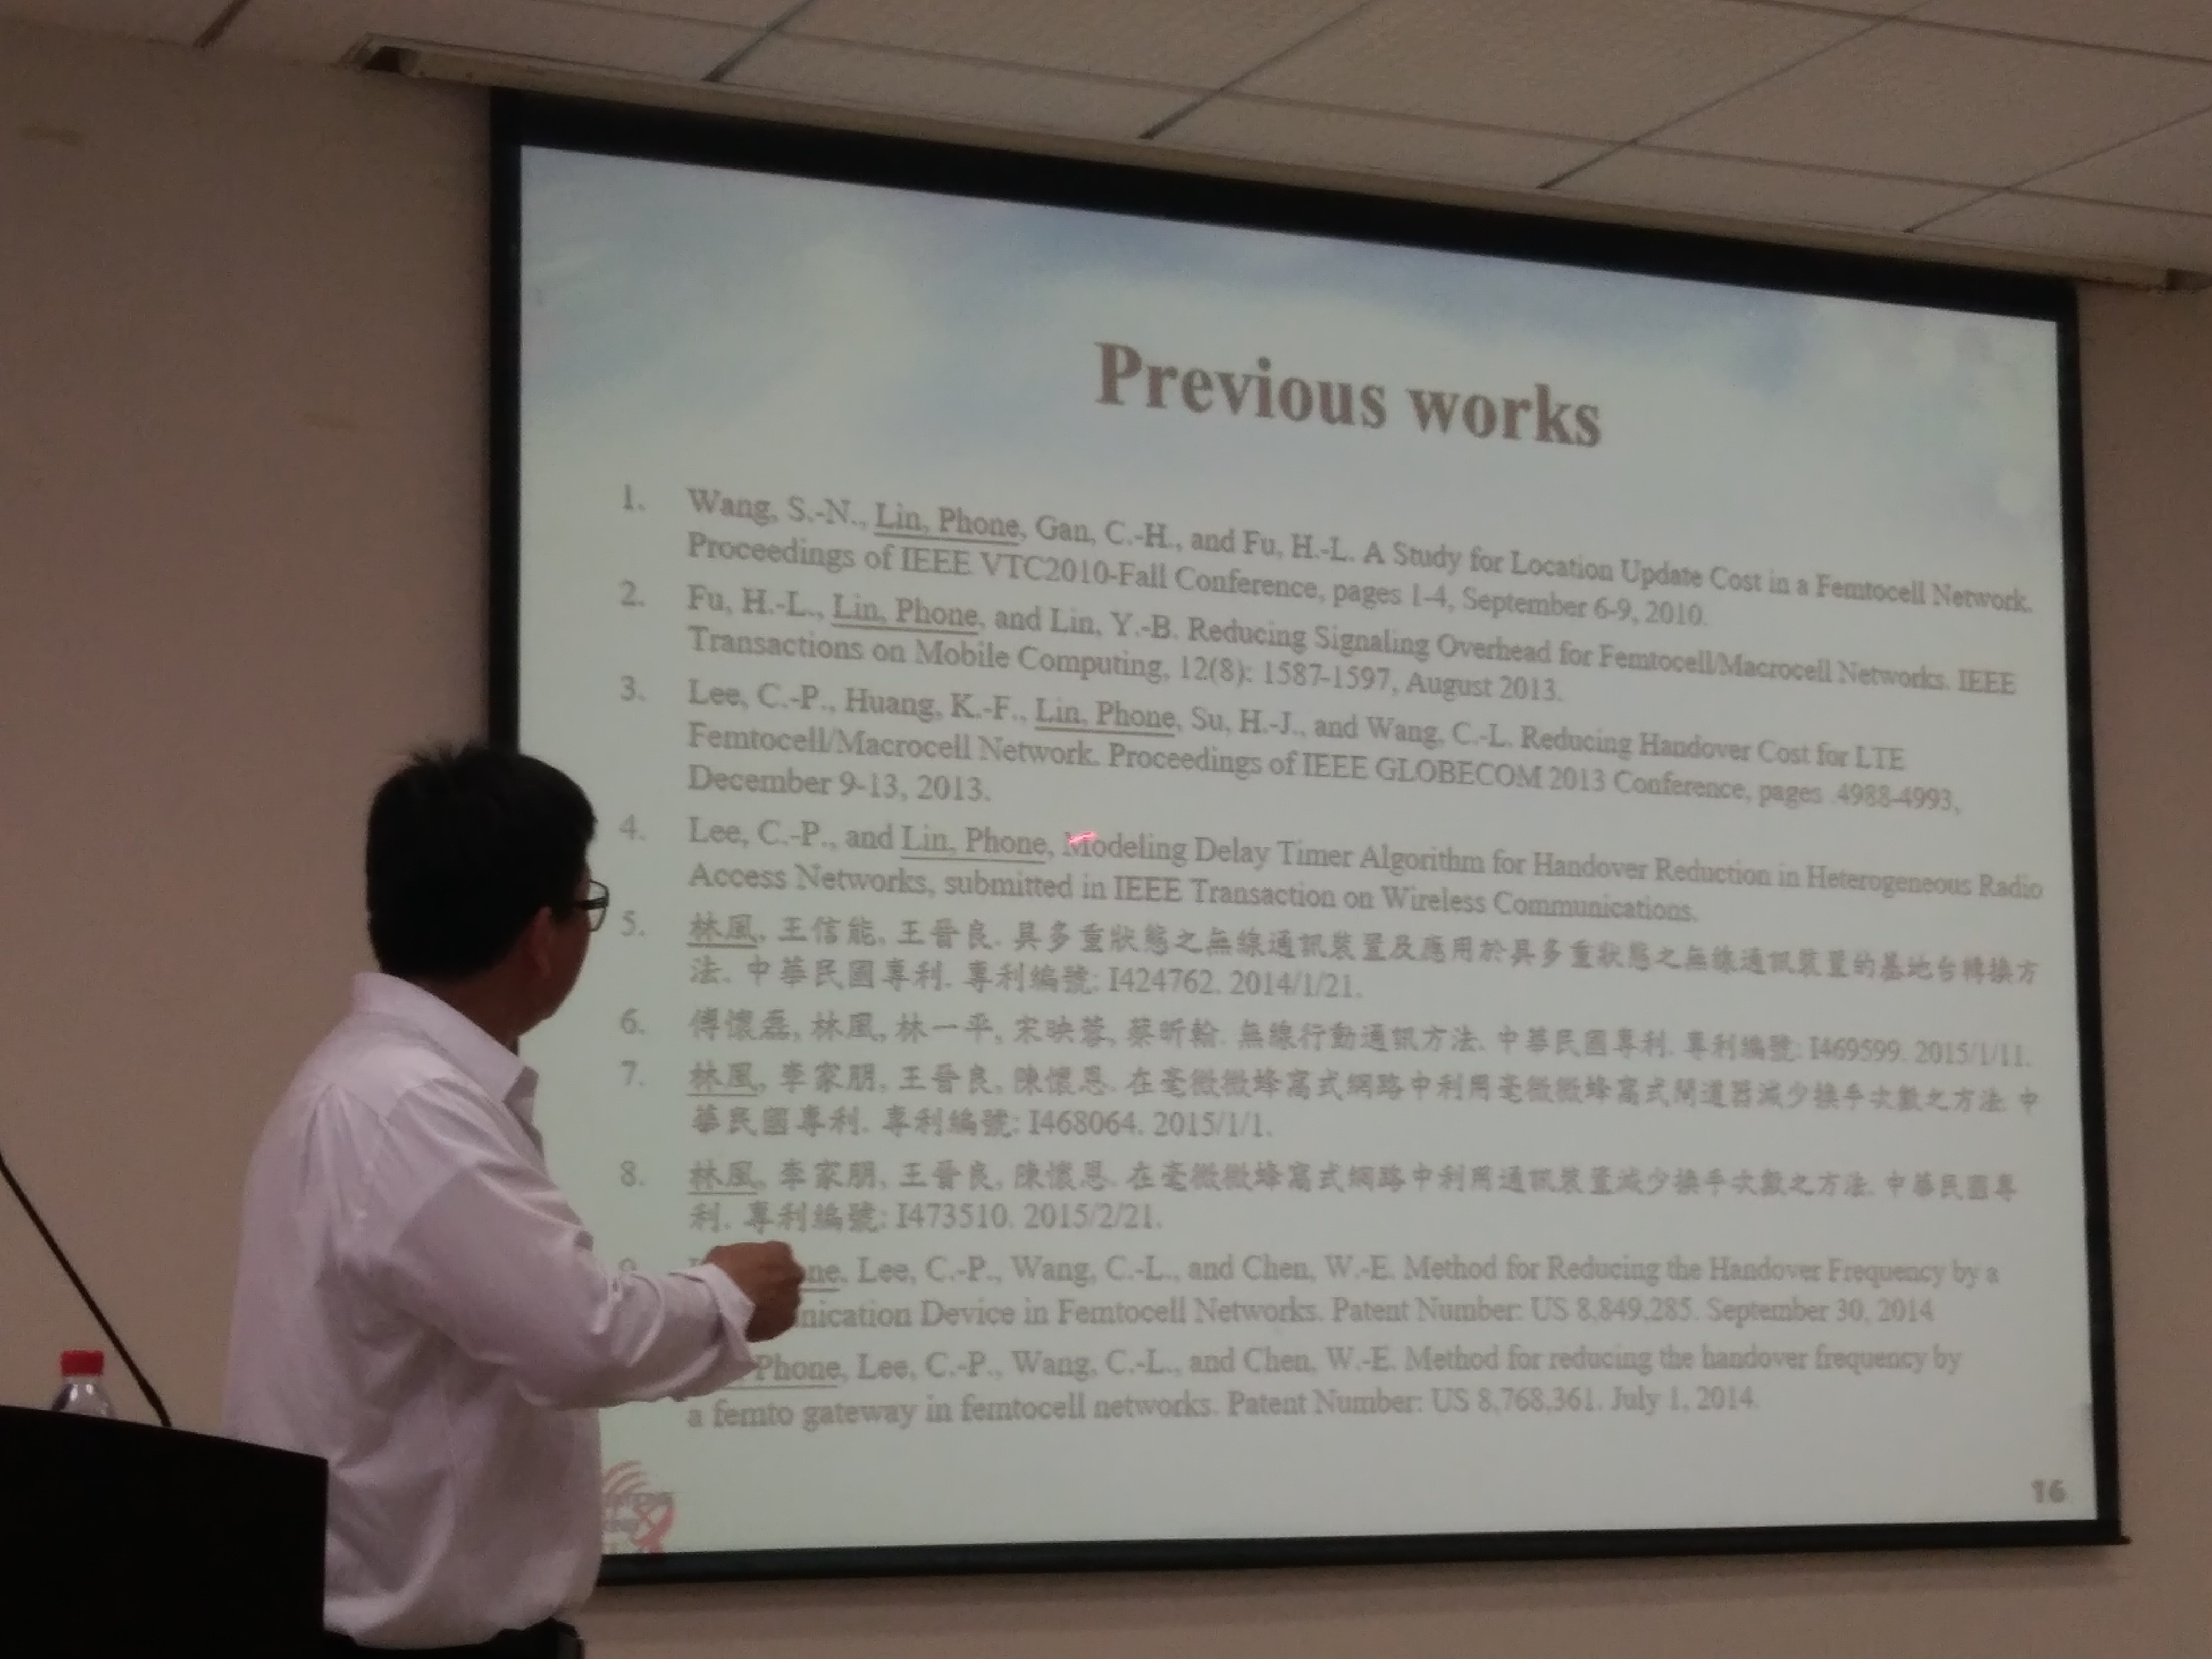 Previous works
1. Wang, S.-N., Lin, Phone, Gan, C.-H., and Fu, H.-L. A Study for Location Update Cost in a Femtocell Network.
Proceedings of IEEE VTC2010-Fall Conference, pages 1-4, September 6-9, 2010.
2. Fu, H.-L., Lin, Phone, and Lin, Y.-B. Reducing Signaling Overhead for Femtocell/Macrocell Networks. IEEE
Transactions on Mobile Computing, 12(8): 1587-1597, August 2013.
3. Lee, C.-P., Huang, K.-F., Lin, Phone, Su, H.-J., and Wang, C.-L. Reducing Handover Cost for LTE
Femtocell/Macrocell Network. Proceedings of IEEE GLOBECOM 2013 Conference, pages .4988-4993,
December 9-13, 2013.
4. Lee, C.-P., and Lin, Phone, Modeling Delay Timer Algorithm for Handover Reduction in Heterogeneous Radio
Access Networks, submitted in IEEE Transaction on Wireless Communications.
5. 林風, 王信能, 王晉良. 具多重狀態之無線通訊裝置及應用於具多重狀態之無線通訊裝置的基地台轉換方
法. 中華民國專利. 專利編號: I424762. 2014/1/21.
6. 傅懷磊, 林風, 林一平, 宋映蓉, 蔡昕翰. 無線行動通訊方法. 中華民國專利. 專利編號: I469599. 2015/1/11.
7. 林風, 李家朋, 王晉良, 陳懷恩. 在毫微微蜂窩式網路中利用毫微微蜂窩式閘道器減少換手次數之方法. 中
華民國專利. 專利編號: I468064. 2015/1/1.
8. 林風, 李家朋, 王晉良, 陳懷恩. 在毫微微蜂窩式網路中利用通訊裝置減少換手次數之方法. 中華民國專
利. 專利編號: I473510. 2015/2/21.
ne, Lee, C.-P., Wang, C.-L., and Chen, W.-E. Method for Reducing the Handover Frequency by a
nication Device in Femtocell Networks. Patent Number: US 8,849,285. September 30, 2014
Phone, Lee, C.-P., Wang, C.-L., and Chen, W.-E. Method for reducing the handover frequency by
a femto gateway in femtocell networks. Patent Number: US 8,768,361. July 1, 2014.
16